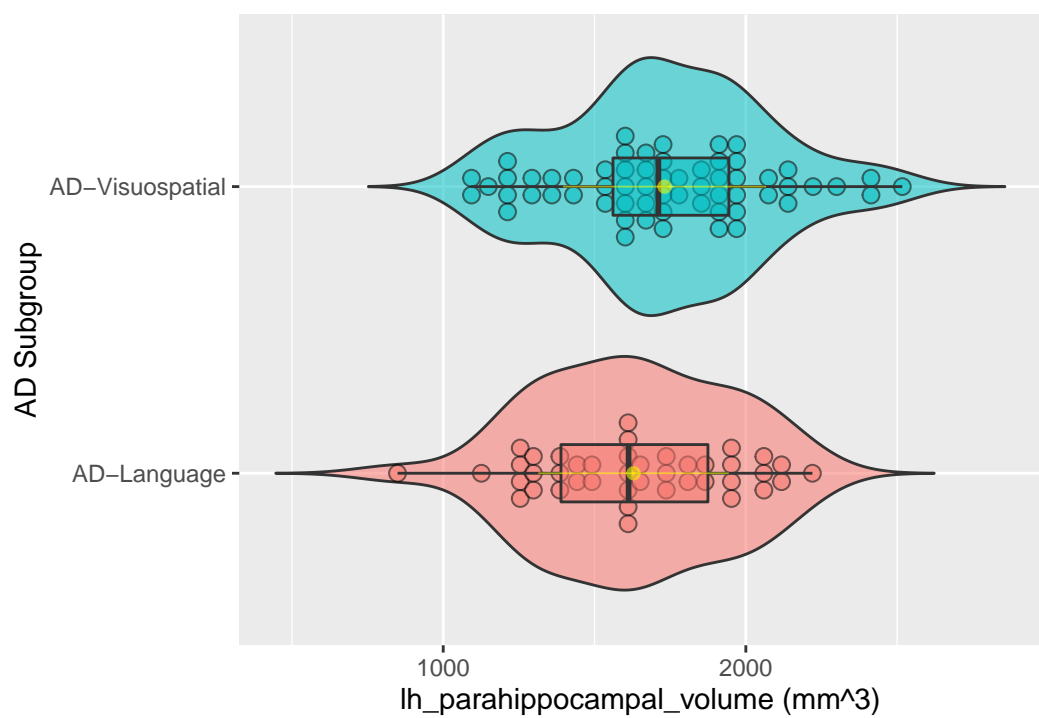 AD Subgroup
AD−Visuospatial
AD−Language
1000 2000
lh_parahippocampal_volume (mm^3)